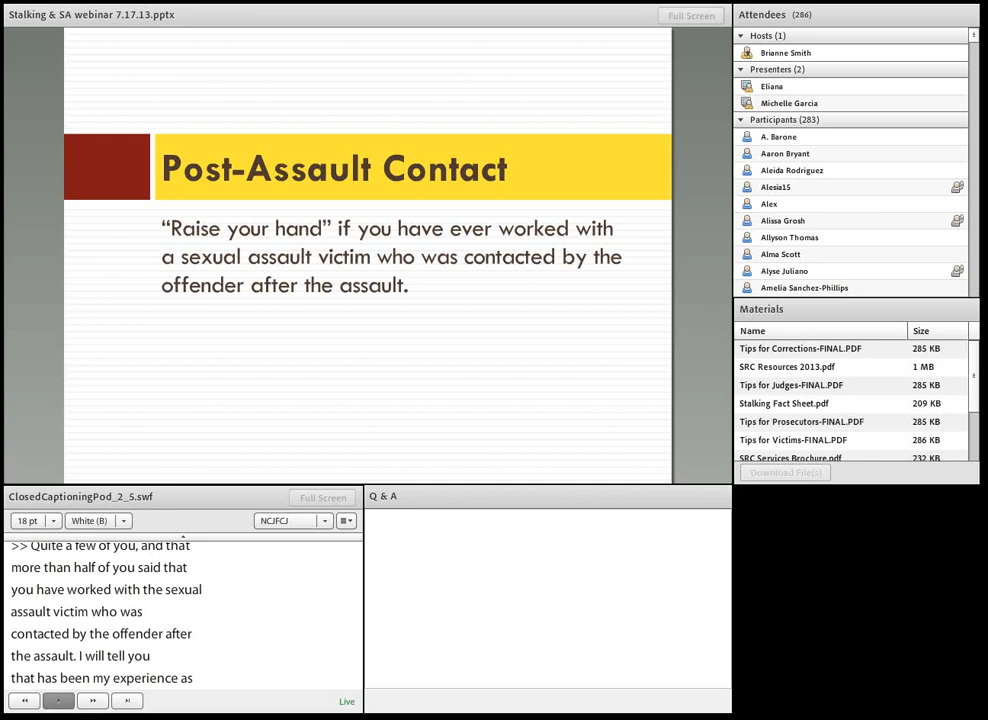 Stalking & SA webinar 7.17.13.pptx
Full Screen
Post-Assault Contact
“Raise your hand” if you have ever worked with
a sexual assault victim who was contacted by the
offender after the assault.
Attendees (286)
Hosts (1)
Brianne Smith
Presenters (2)
Eliana
Michelle Garcia
Participants (283)
A. Barone
Aaron Bryant
Aleida Rodriguez
Alesia15
Alex
Alissa Grosh
Allyson Thomas
Alma Scott
Alyse Juliano
Amelia Sanchez-Phillips
Materials
Name Size
Tips for Corrections-FINAL.PDF 285 KB
SRC Resources 2013.pdf 1 MB
Tips for Judges-FINAL.PDF 285 KB
Stalking Fact Sheet.pdf 209 KB
Tips for Prosecutors-FINAL.PDF 285 KB
Tips for Victims-FINAL.PDF 286 KB
SRC Services Brochure.pdf 232 KB
Download File(s)
ClosedCaptioningPod_2_5.swf
Full Screen
18 pt White (B) NCJFCJ
>> Quite a few of you, and that
more than half of you said that
you have worked with the sexual
assault victim who was
contacted by the offender after
the assault. I will tell you
that has been my experience as
Live
Q & A